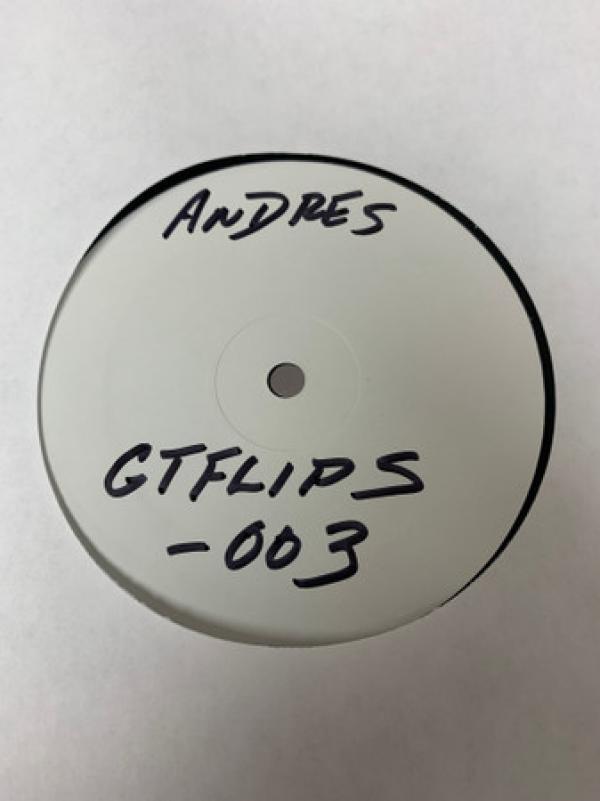 ANDRES
GTFLIPS
-003